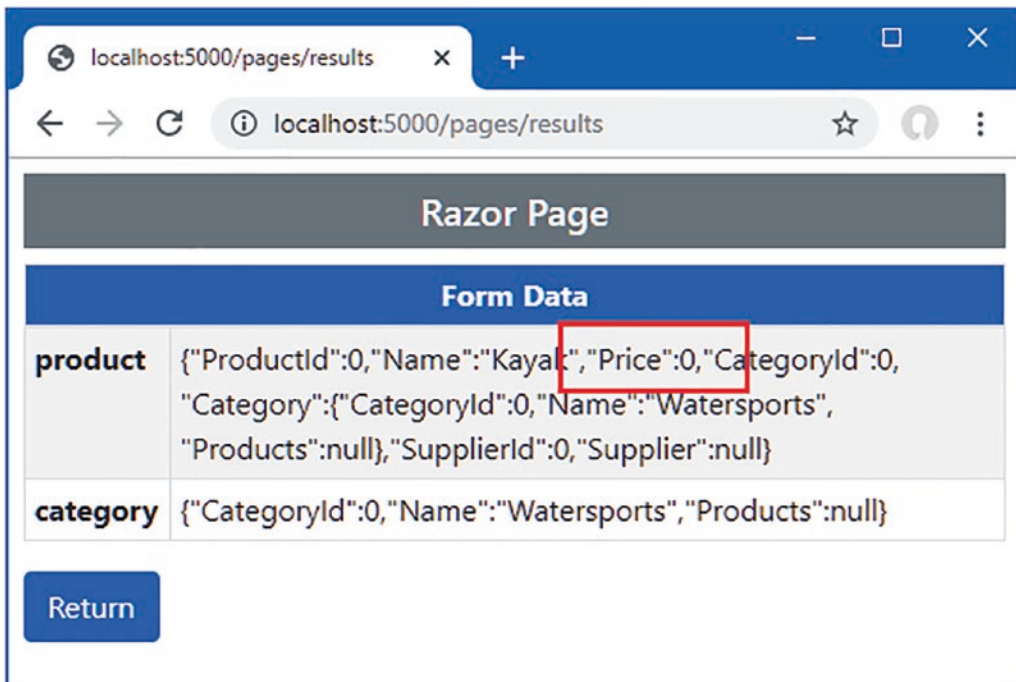 localhost:5000/pages/results
localhost:5000/pages/results
Razor Page
Form Data
product {"ProductId":0,"Name":"Kayak","Price":0,"CategoryId":0,
"Category":{"CategoryId":0,"Name":"Watersports",
"Products":null},"SupplierId":0,"Supplier":null}
category {"CategoryId":0,"Name":"Watersports","Products":null}
Return